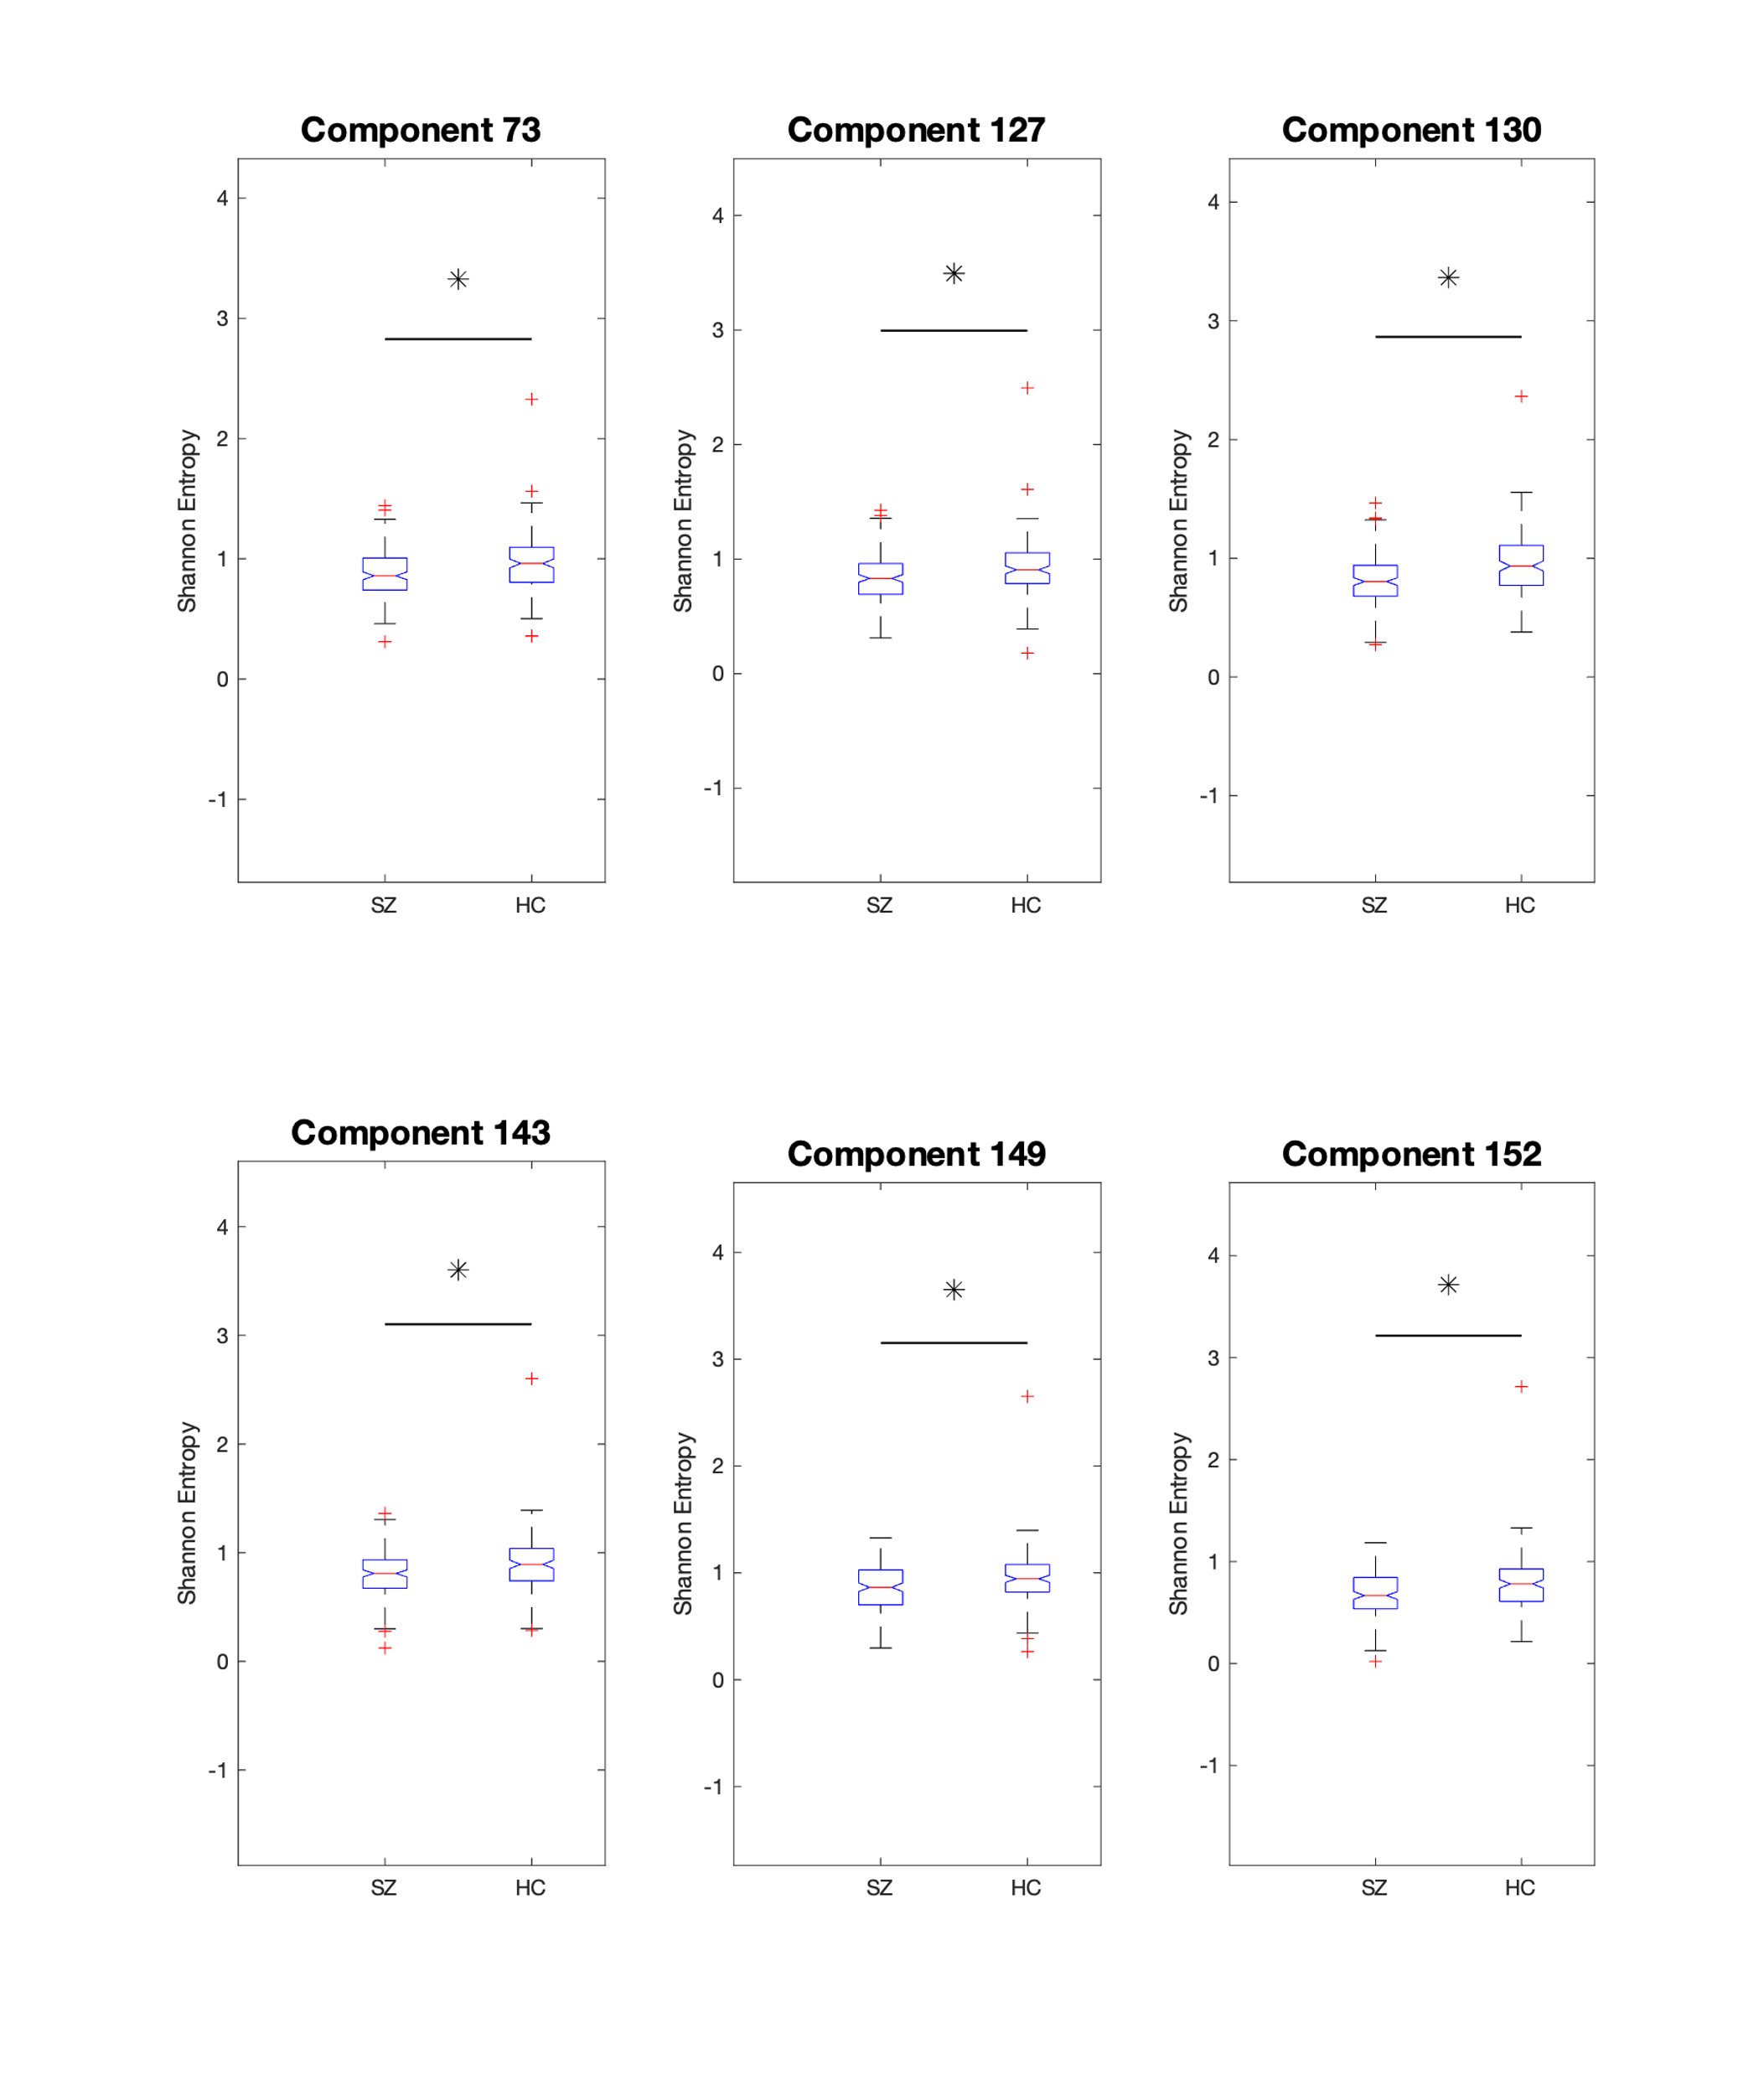 Component 73
4
3
2
1
0
-1
Shannon Entropy
SZ HC
Component 127
4
3
2
1
0
-1
Shannon Entropy
SZ HC
Component 130
4
3
2
1
0
-1
Shannon Entropy
SZ HC
Component 143
4
3
2
1
0
-1
Shannon Entropy
SZ HC
Component 149
4
3
2
1
0
-1
Shannon Entropy
SZ HC
Component 152
4
3
2
1
0
-1
Shannon Entropy
SZ HC